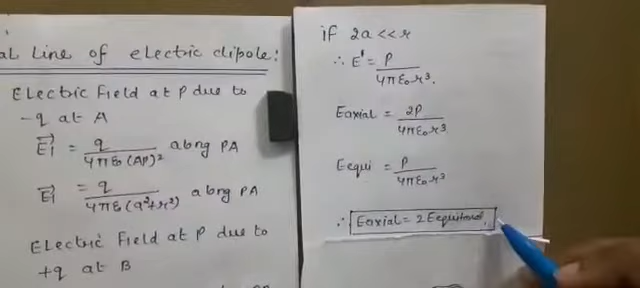 al Line of electric dipole:
Electric Field at P due to
-q at A
E₁⃗ = q / 4πε₀(AP)² along PA
E₁⃗ = q / 4πε₀(a²+r²) along PA
Electric Field at P due to
+q at B
if 2a << r
∴ E' = P / 4πε₀r³.
Eaxial = 2P / 4πε₀r³
Eequi = P / 4πε₀r³
∴ Eaxial = 2 Eequitorial.